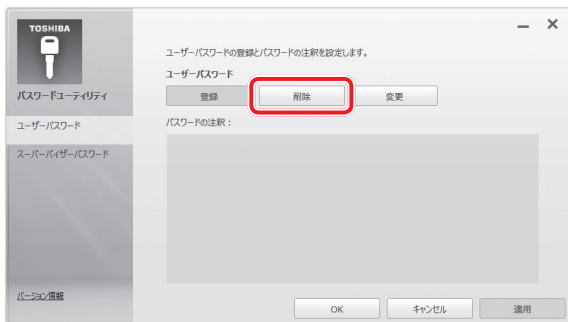 TOSHIBA
パスワードユーティリティ
ユーザーパスワード
スーパーバイザーパスワード
バージョン情報
ユーザーパスワードの登録とパスワードの注釈を設定します。
ユーザーパスワード
登録 削除 変更
パスワードの注釈：
OK キャンセル 適用